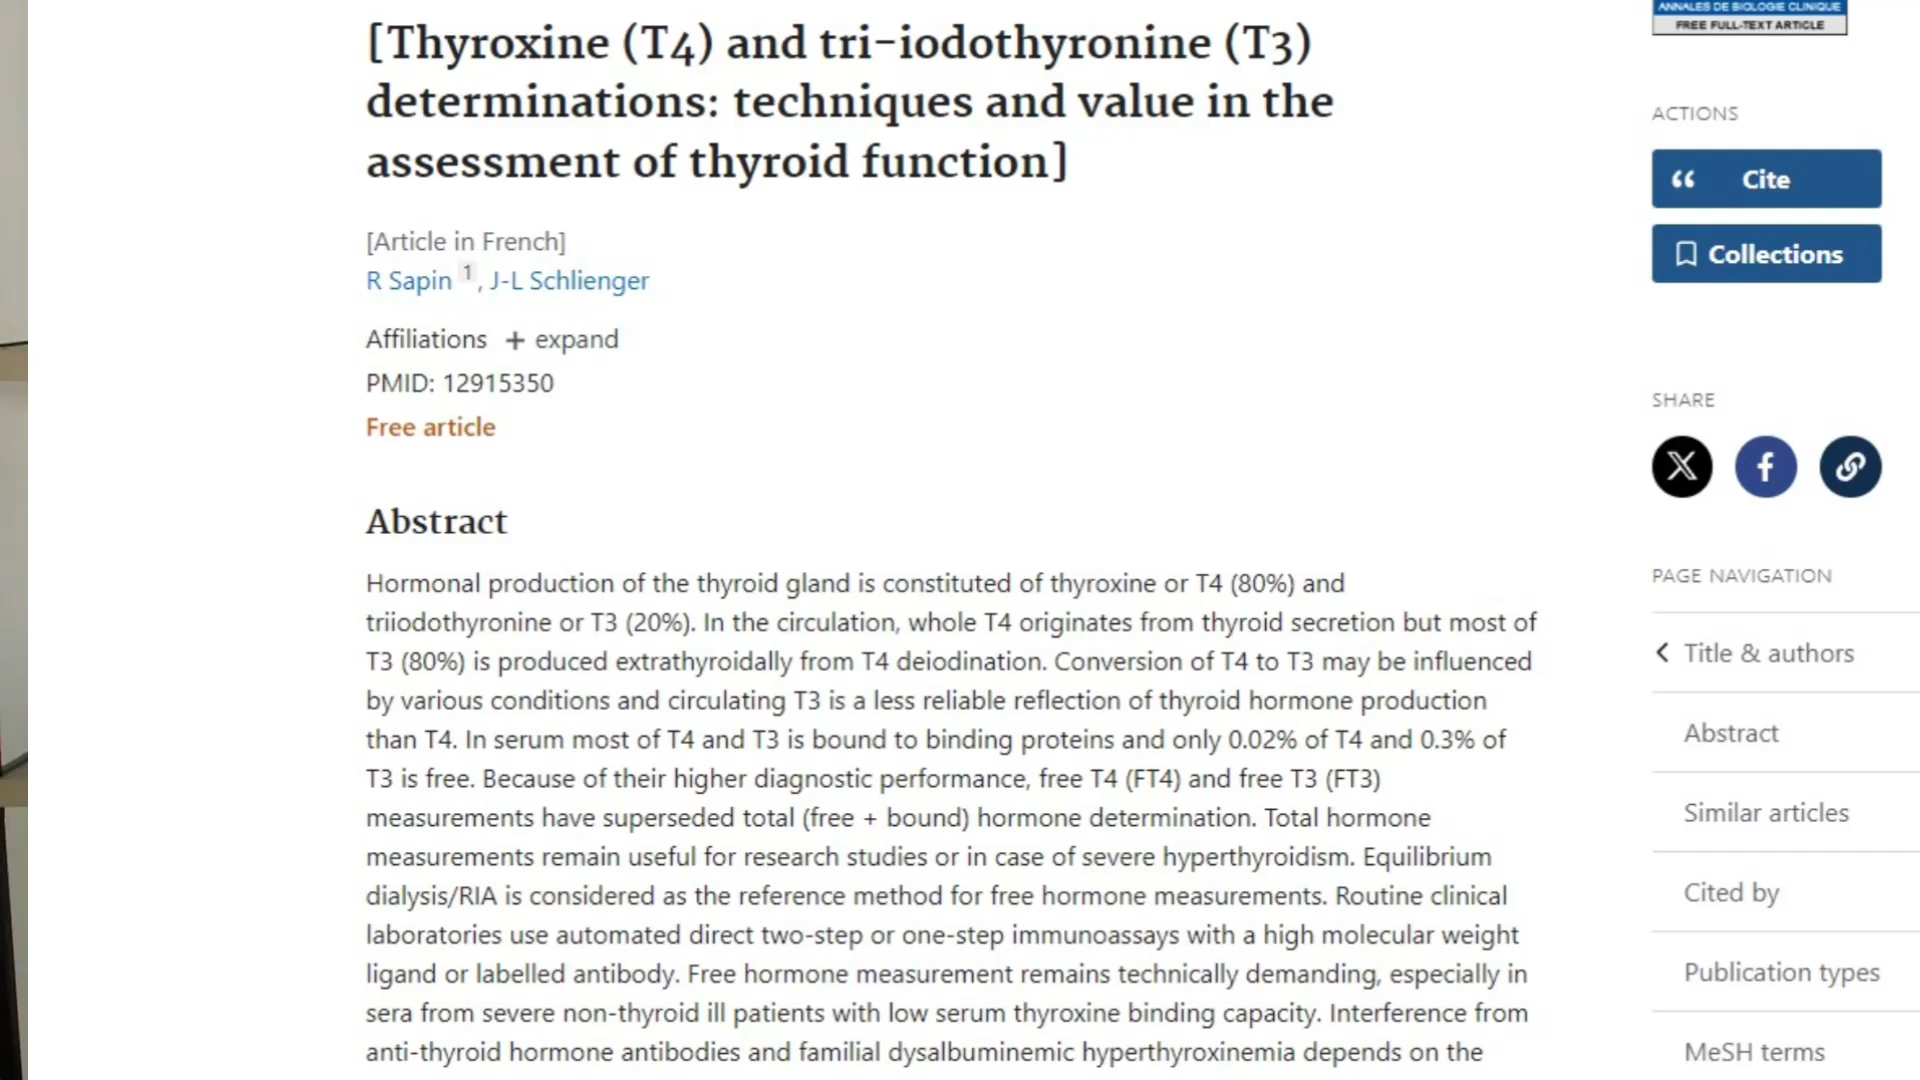 [Thyroxine (T4) and tri-iodothyronine (T3)
determinations: techniques and value in the
assessment of thyroid function]
[Article in French]
R Sapin 1, J-L Schlienger
Affiliations + expand
PMID: 12915350
Free article
Abstract
Hormonal production of the thyroid gland is constituted of thyroxine or T4 (80%) and
triiodothyronine or T3 (20%). In the circulation, whole T4 originates from thyroid secretion but most of
T3 (80%) is produced extrathyroidally from T4 deiodination. Conversion of T4 to T3 may be influenced
by various conditions and circulating T3 is a less reliable reflection of thyroid hormone production
than T4. In serum most of T4 and T3 is bound to binding proteins and only 0.02% of T4 and 0.3% of
T3 is free. Because of their higher diagnostic performance, free T4 (FT4) and free T3 (FT3)
measurements have superseded total (free + bound) hormone determination. Total hormone
measurements remain useful for research studies or in case of severe hyperthyroidism. Equilibrium
dialysis/RIA is considered as the reference method for free hormone measurements. Routine clinical
laboratories use automated direct two-step or one-step immunoassays with a high molecular weight
ligand or labelled antibody. Free hormone measurement remains technically demanding, especially in
sera from severe non-thyroid ill patients with low serum thyroxine binding capacity. Interference from
anti-thyroid hormone antibodies and familial dysalbuminemic hyperthyroxinemia depends on the
ANNALES DE BIOLOGIE CLINIQUE
FREE FULL-TEXT ARTICLE
ACTIONS
Cite
Collections
SHARE
PAGE NAVIGATION
Title & authors
Abstract
Similar articles
Cited by
Publication types
MeSH terms